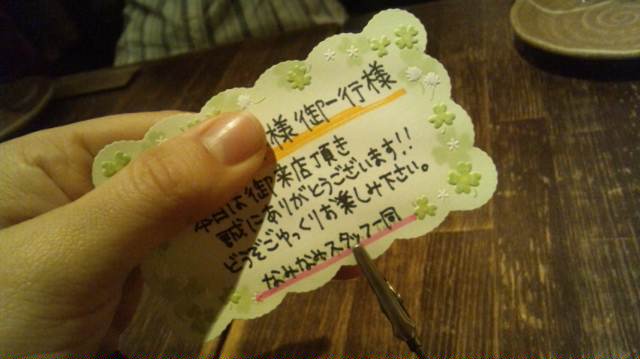 様御一行様
本日は御来店頂き
誠にありがとうございます!!
どうぞごゆっくりお楽しみ下さい。
なみなみスタッフ一同